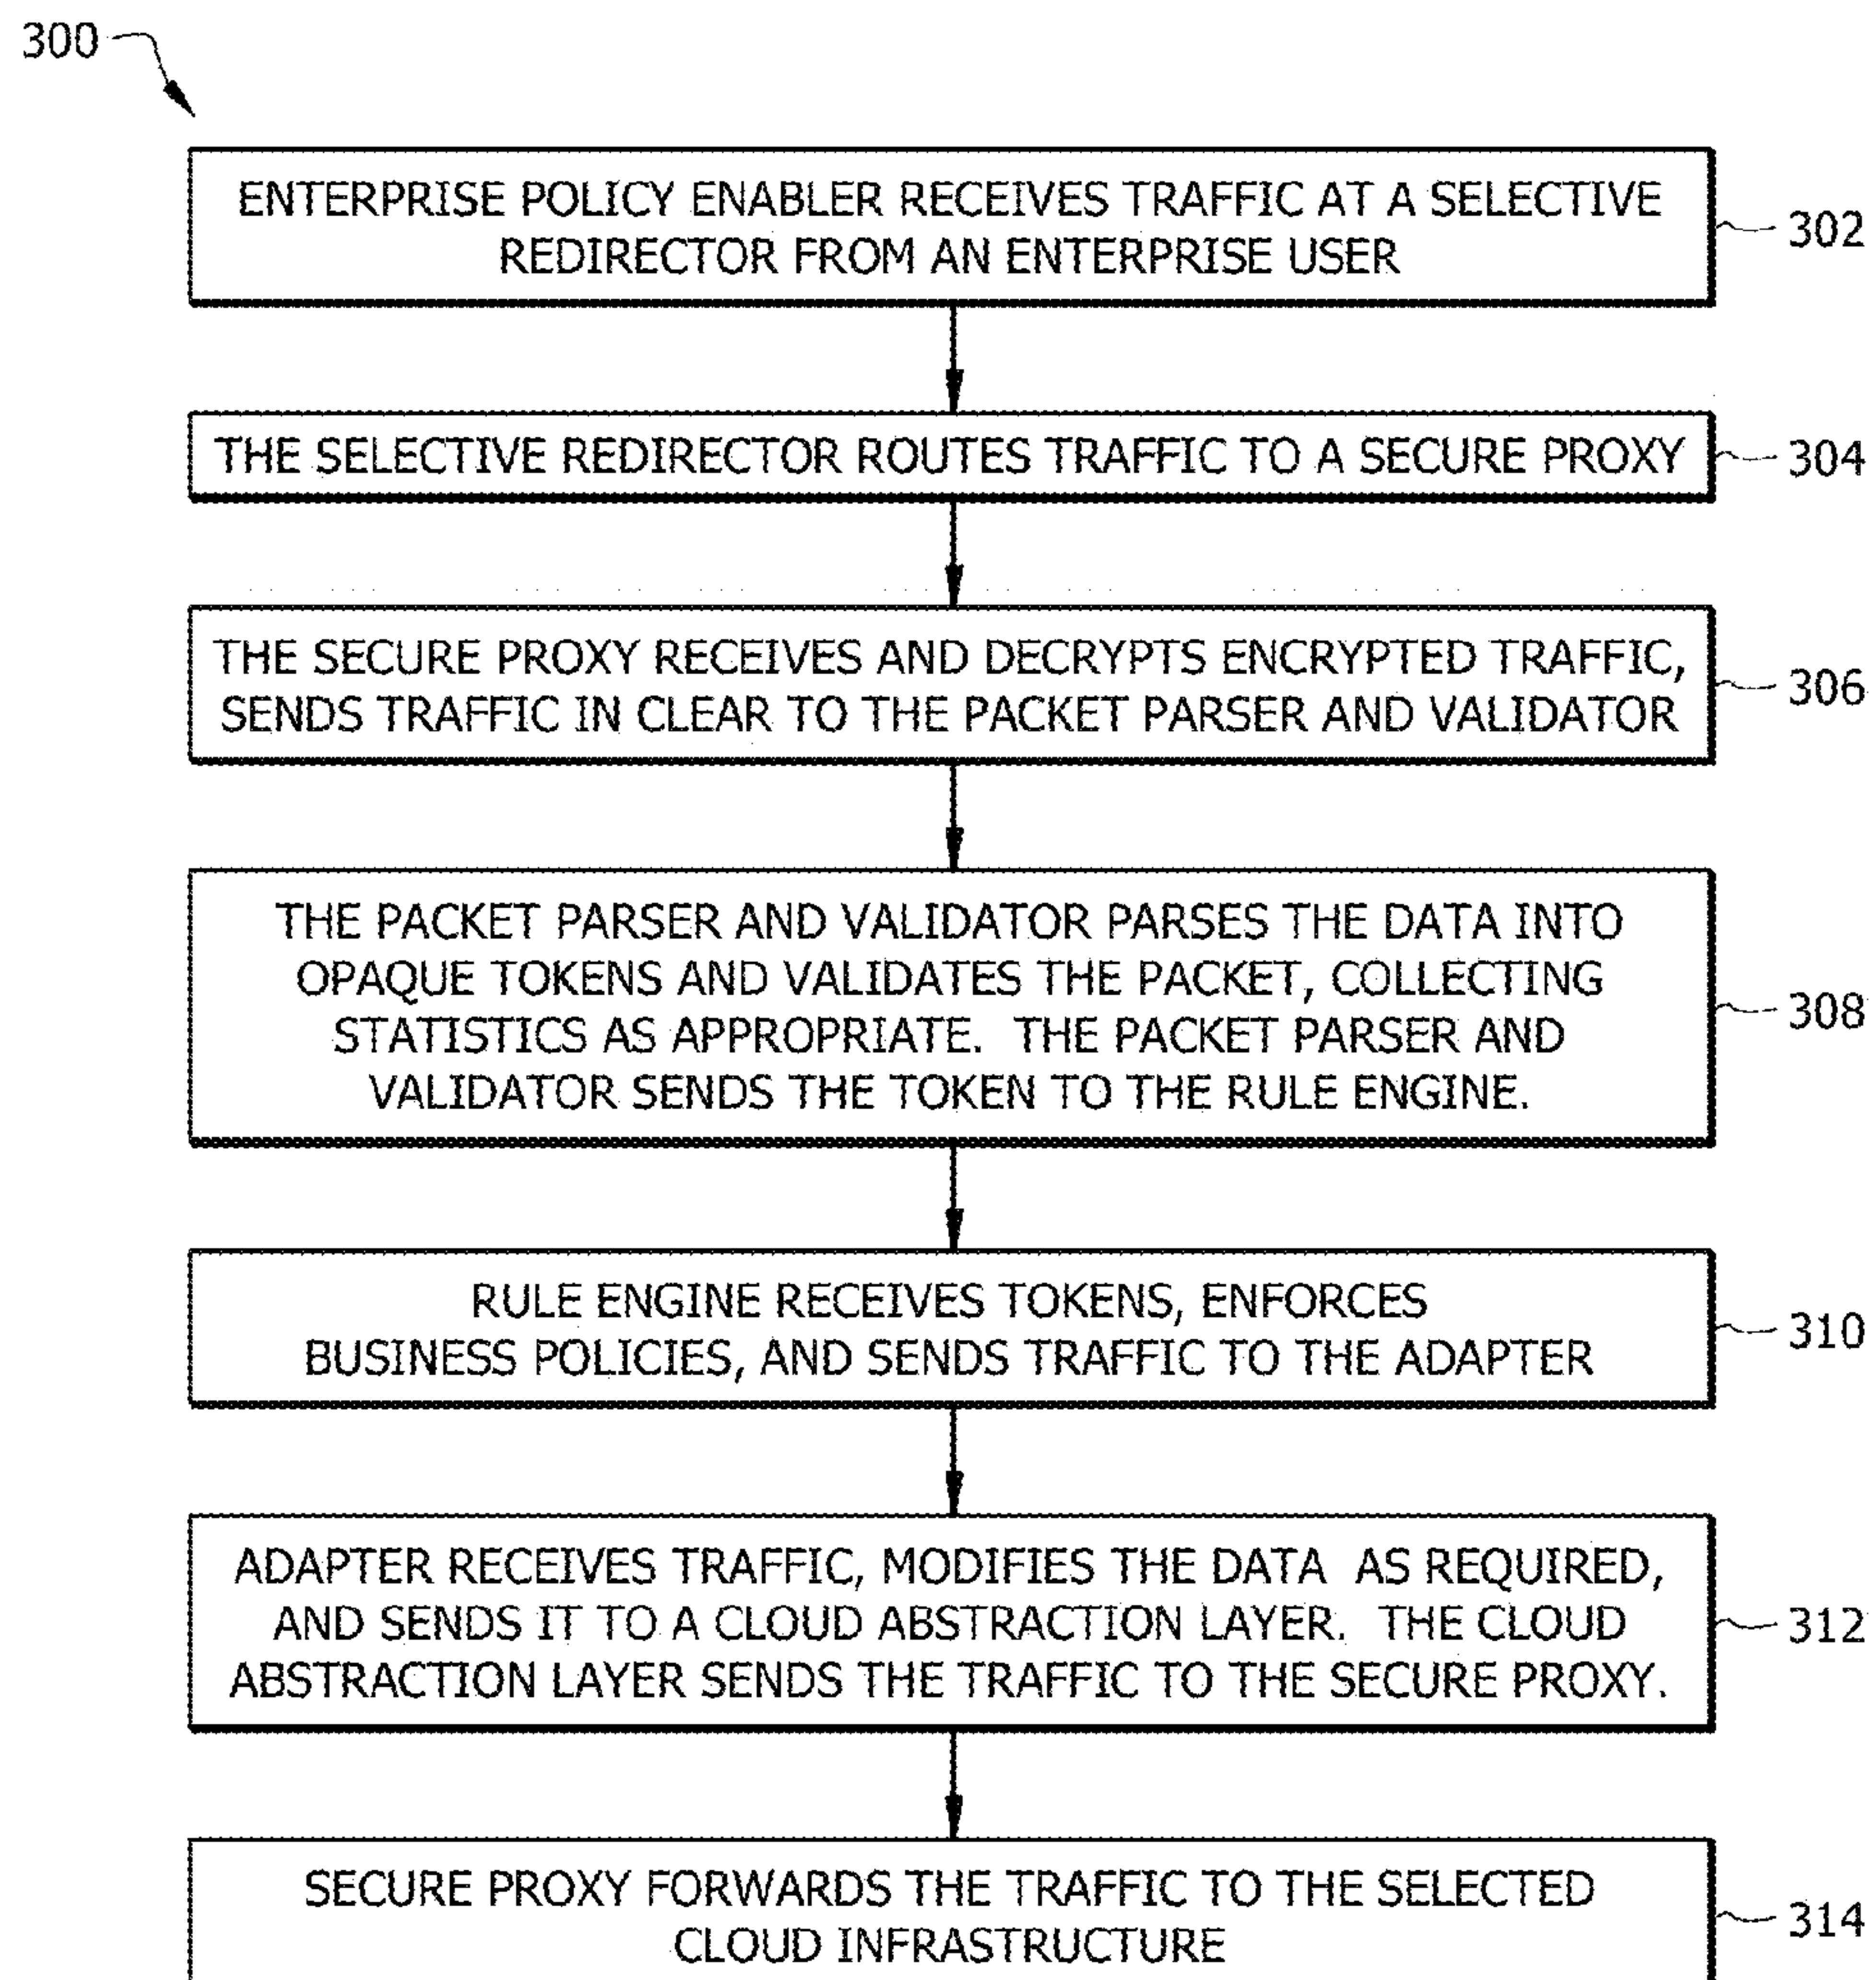 300
ENTERPRISE POLICY ENABLER RECEIVES TRAFFIC AT A SELECTIVE
REDIRECTOR FROM AN ENTERPRISE USER
302
THE SELECTIVE REDIRECTOR ROUTES TRAFFIC TO A SECURE PROXY
304
THE SECURE PROXY RECEIVES AND DECRYPTS ENCRYPTED TRAFFIC,
SENDS TRAFFIC IN CLEAR TO THE PACKET PARSER AND VALIDATOR
306
THE PACKET PARSER AND VALIDATOR PARSES THE DATA INTO
OPAQUE TOKENS AND VALIDATES THE PACKET, COLLECTING
STATISTICS AS APPROPRIATE. THE PACKET PARSER AND
VALIDATOR SENDS THE TOKEN TO THE RULE ENGINE.
308
RULE ENGINE RECEIVES TOKENS, ENFORCES
BUSINESS POLICIES, AND SENDS TRAFFIC TO THE ADAPTER
310
ADAPTER RECEIVES TRAFFIC, MODIFIES THE DATA AS REQUIRED,
AND SENDS IT TO A CLOUD ABSTRACTION LAYER. THE CLOUD
ABSTRACTION LAYER SENDS THE TRAFFIC TO THE SECURE PROXY.
312
SECURE PROXY FORWARDS THE TRAFFIC TO THE SELECTED
CLOUD INFRASTRUCTURE
314